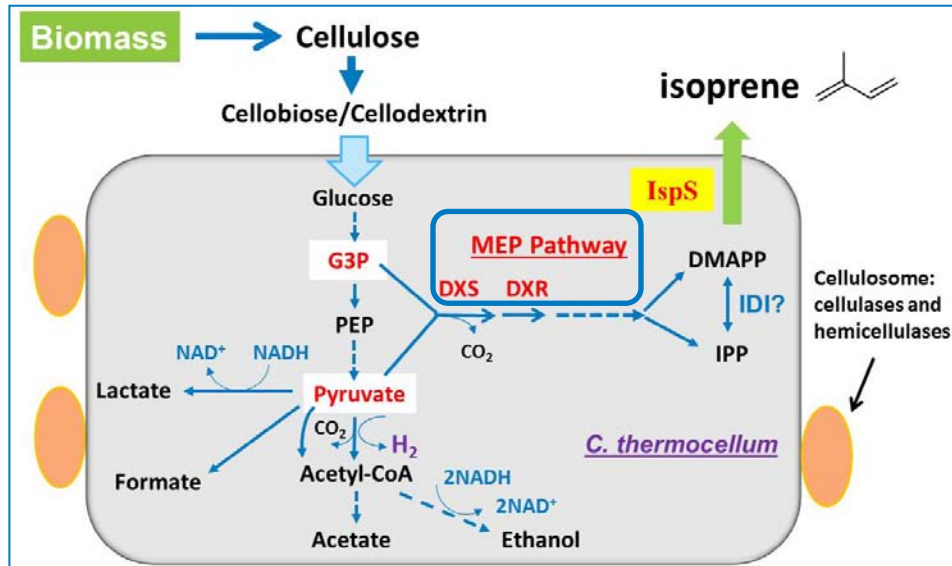 Biomass
Cellulose
isoprene
Cellobiose/Cellodextrin
IspS
Glucose
MEP Pathway
G3P
DMAPP
DXS DXR
Cellulosome:
cellulases and
hemicellulases
IDI?
PEP
CO2
IPP
NAD+ NADH
Lactate
Pyruvate
CO2
H2
C. thermocellum
Formate
Acetyl-CoA
2NADH
2NAD+
Acetate
Ethanol